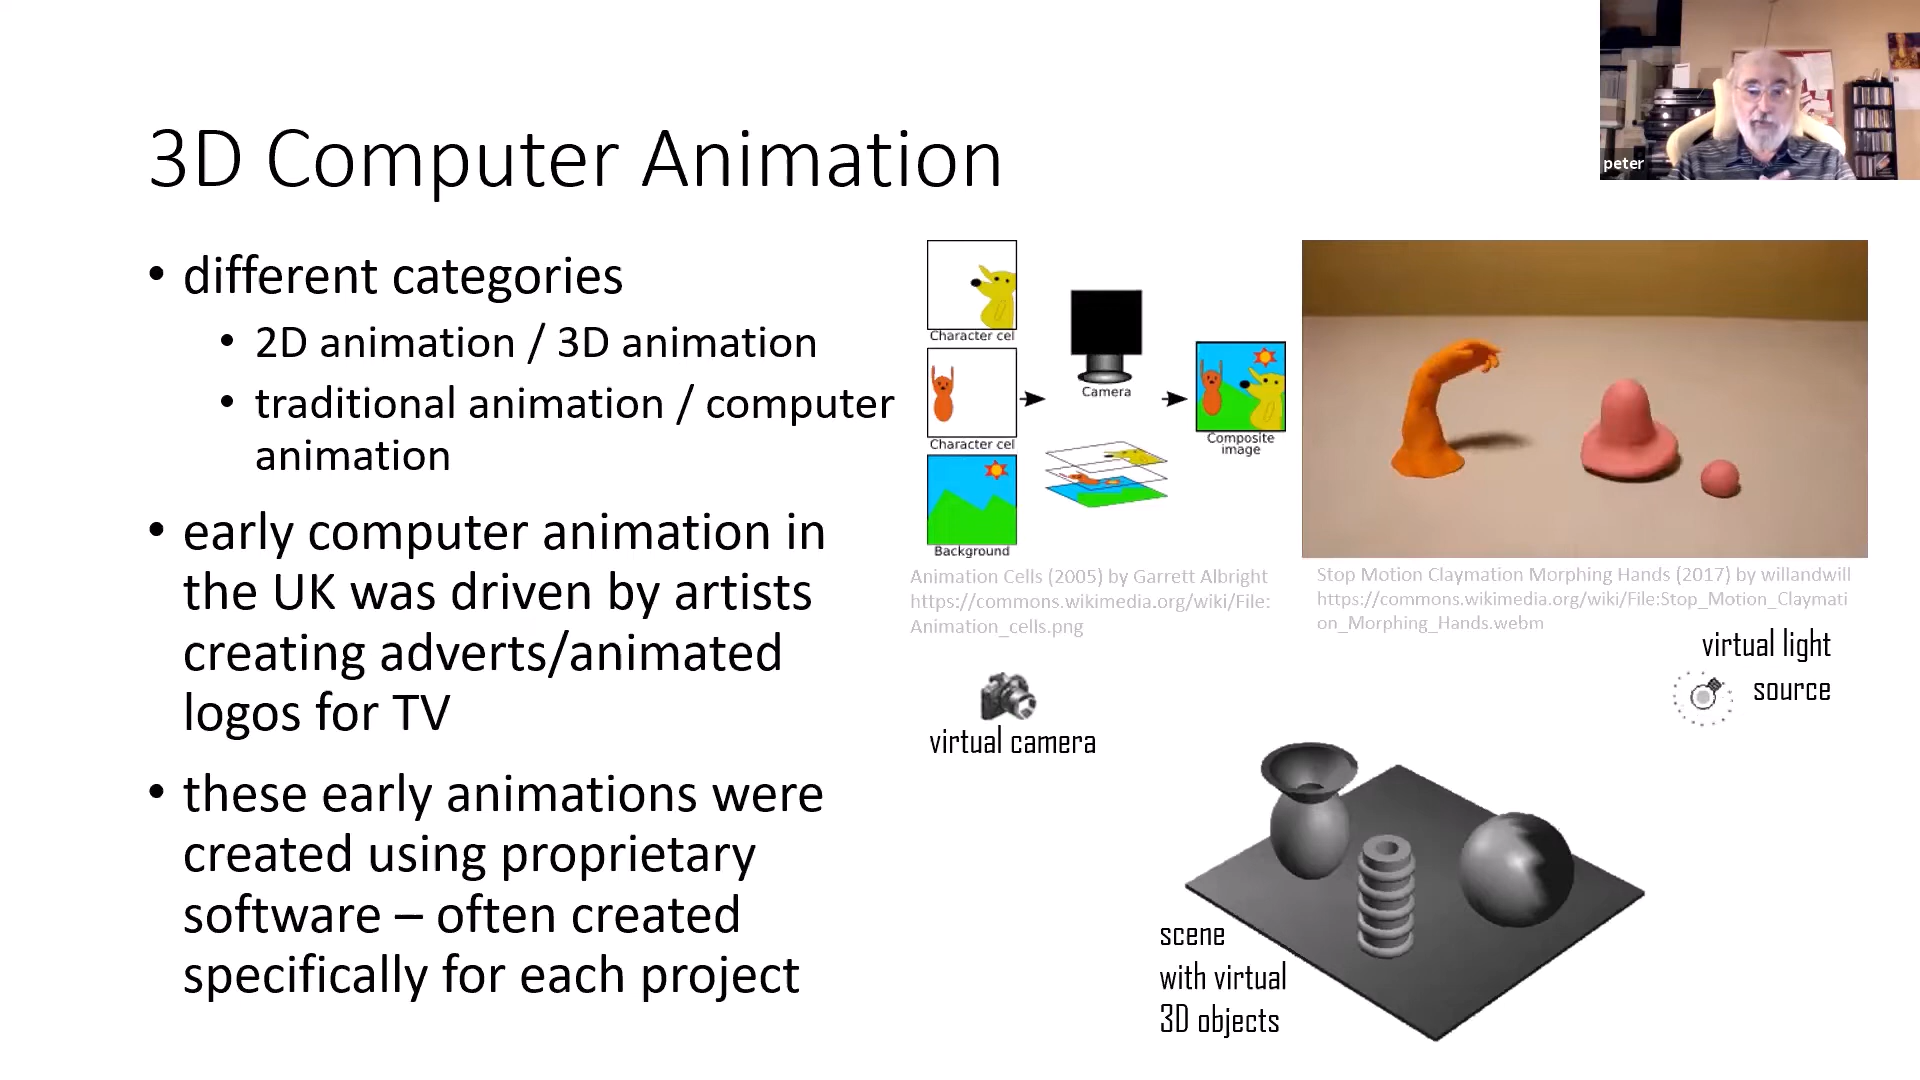 peter
3D Computer Animation
• different categories
• 2D animation / 3D animation
• traditional animation / computer
animation
• early computer animation in
the UK was driven by artists
creating adverts/animated
logos for TV
• these early animations were
created using proprietary
software – often created
specifically for each project
Character cel
Character cel
Background
Camera
Composite
image
Animation Cells (2005) by Garrett Albright
https://commons.wikimedia.org/wiki/File:
Animation_cells.png
Stop Motion Claymation Morphing Hands (2017) by willandwill
https://commons.wikimedia.org/wiki/File:Stop_Motion_Claymati
on_Morphing_Hands.webm
virtual light
source
virtual camera
scene
with virtual
3D objects